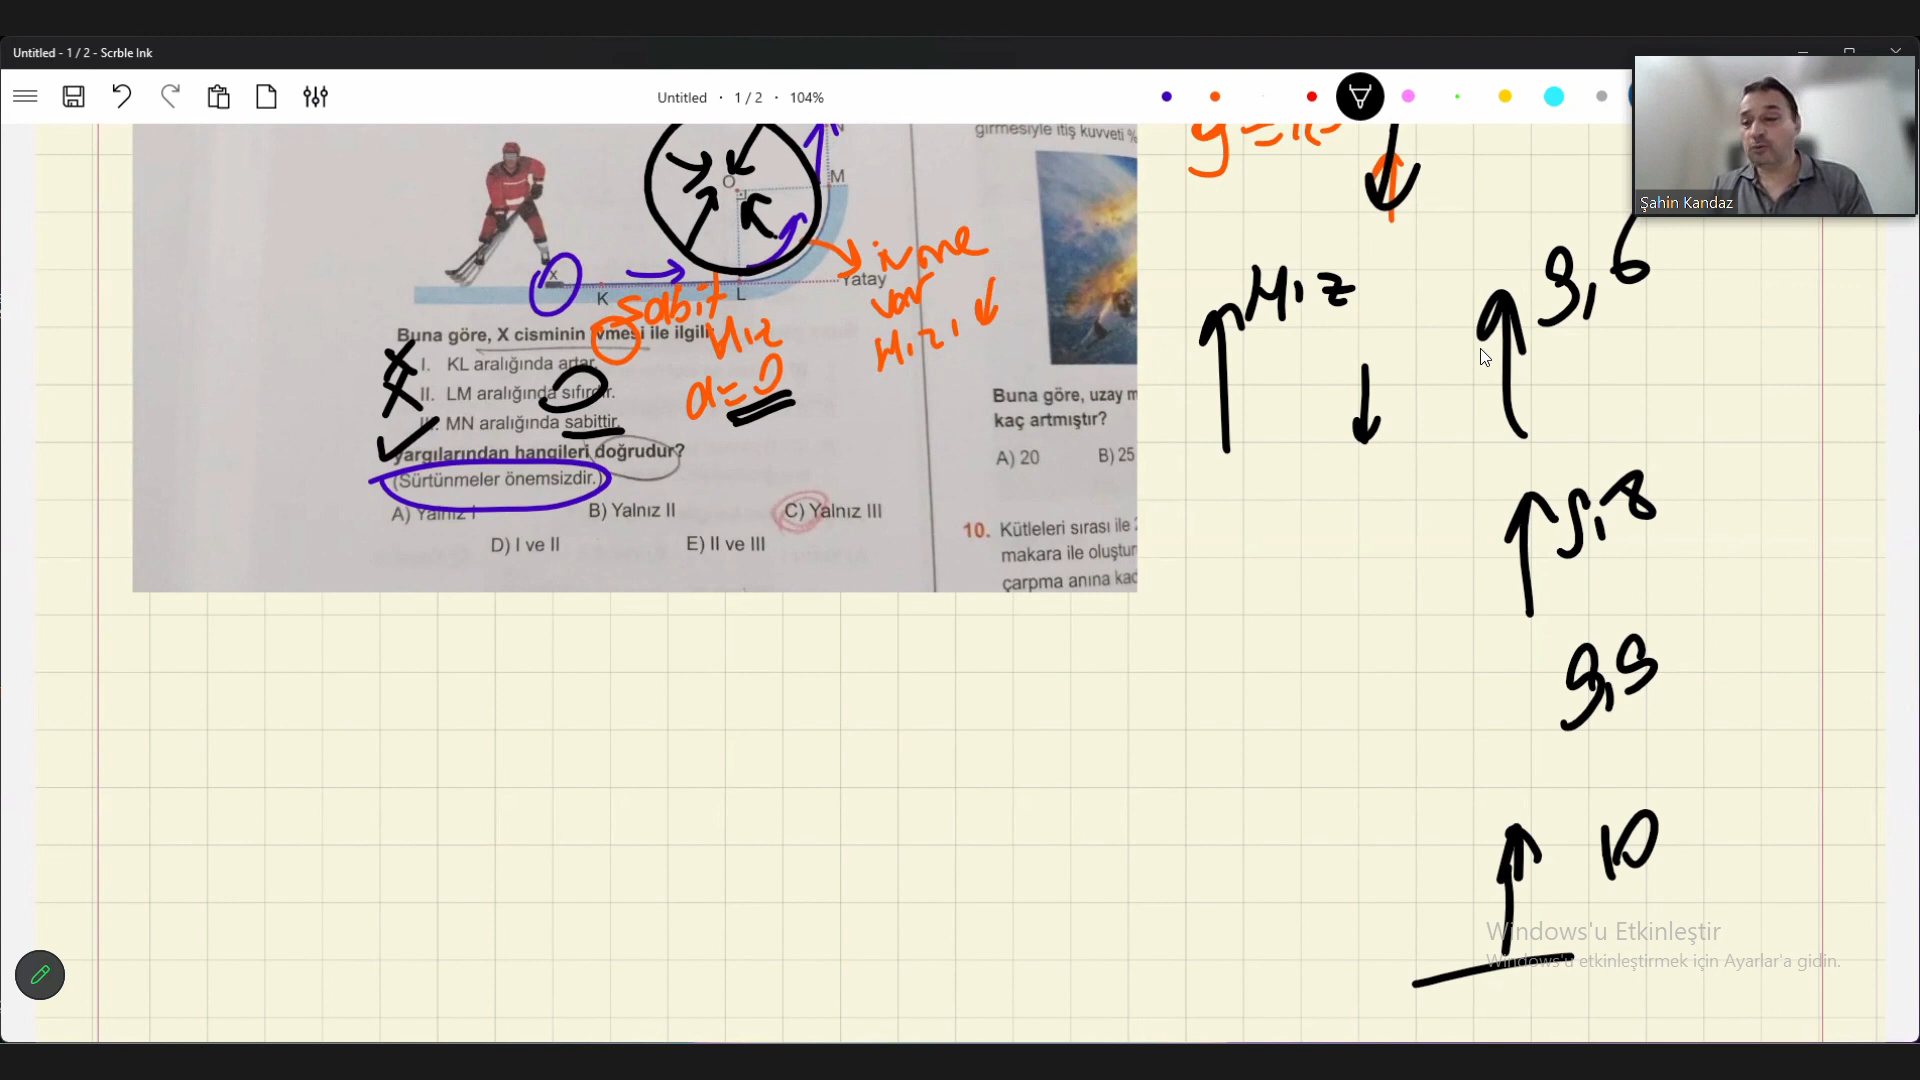 Untitled - 1 / 2 - Scrble Ink
Untitled · 1 / 2 · 104%
Şahin Kandaz
N
M
O
x
K
L
Yatay
sabit
Hız
a=0
ivme
var
Hızı
Buna göre, X cisminin ivmesi ile ilgili
I. KL aralığında artar.
II. LM aralığında sıfırdır.
III. MN aralığında sabittir.
yargılarından hangileri doğrudur?
(Sürtünmeler önemsizdir.)
A) Yalnız I
B) Yalnız II
C) Yalnız III
D) I ve II
E) II ve III
girmesiyle itiş kuvveti %
Buna göre, uzay m
kaç artmıştır?
A) 20
B) 25
10. Kütleleri sırası ile
makara ile oluştur
çarpma anına kad
Hız
9,6
9,8
9,9
10
Windows'u Etkinleştir
Windows'u etkinleştirmek için Ayarlar'a gidin.